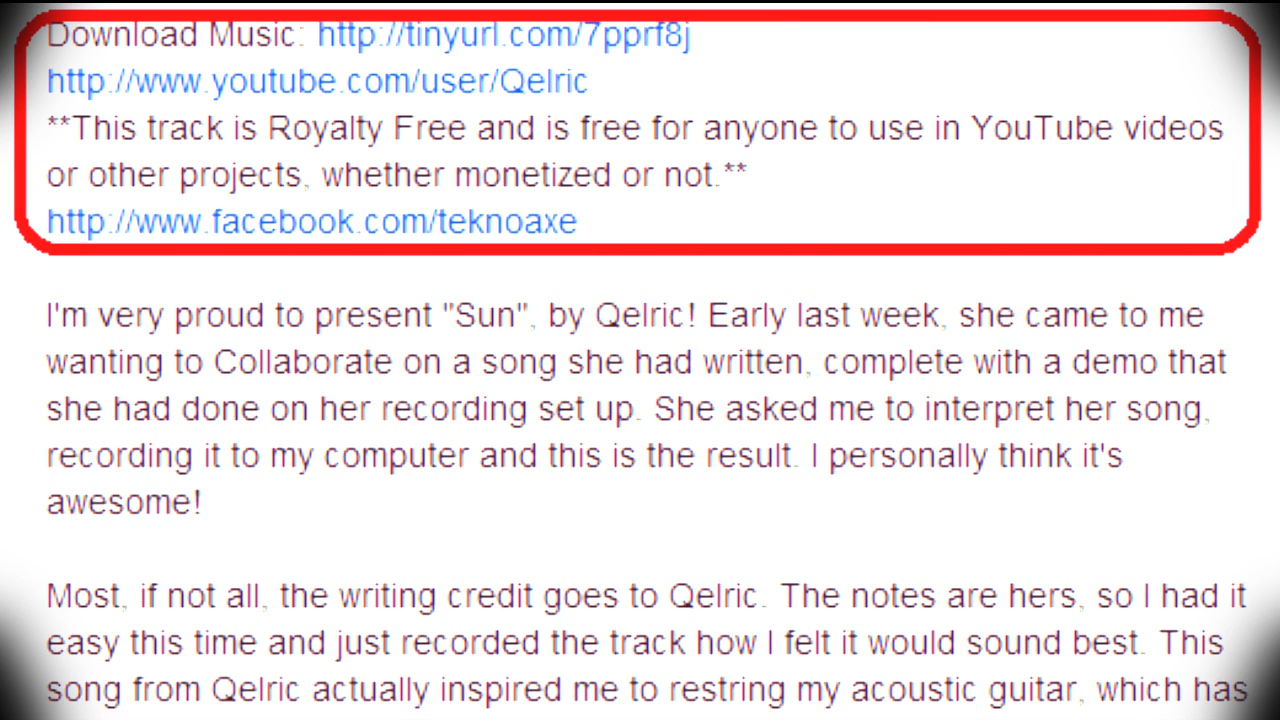 Download Music: http://tinyurl.com/7pprf8j
http://www.youtube.com/user/Qelric
**This track is Royalty Free and is free for anyone to use in YouTube videos
or other projects, whether monetized or not.**
http://www.facebook.com/teknoaxe
I'm very proud to present "Sun", by Qelric! Early last week, she came to me
wanting to Collaborate on a song she had written, complete with a demo that
she had done on her recording set up. She asked me to interpret her song,
recording it to my computer and this is the result. I personally think it's
awesome!
Most, if not all, the writing credit goes to Qelric. The notes are hers, so I had it
easy this time and just recorded the track how I felt it would sound best. This
song from Qelric actually inspired me to restring my acoustic guitar, which has